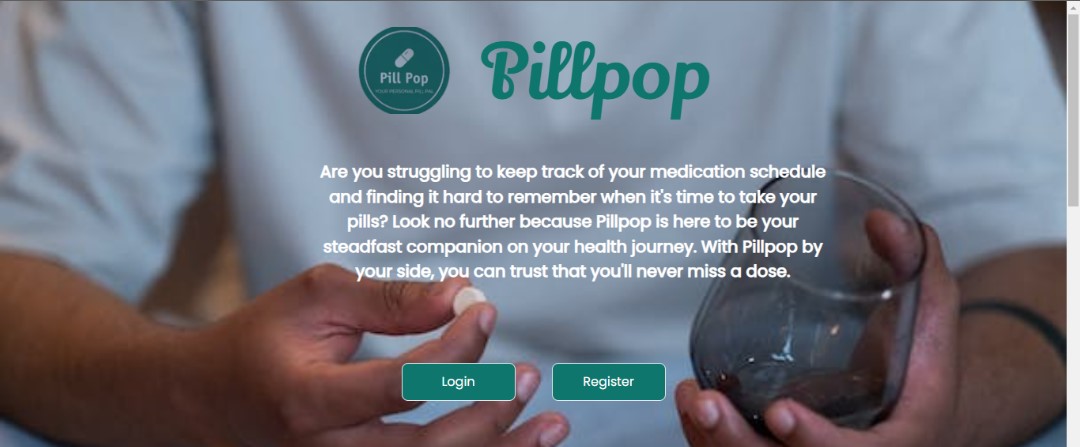 Pill Pop
YOUR PERSONAL PILL PAL
Pillpop
Are you struggling to keep track of your medication schedule
and finding it hard to remember when it's time to take your
pills? Look no further because Pillpop is here to be your
steadfast companion on your health journey. With Pillpop by
your side, you can trust that you'll never miss a dose.
Login
Register